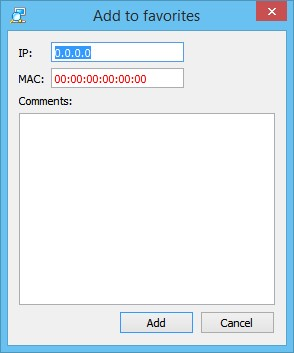 Add to favorites
IP: 0.0.0.0
MAC: 00:00:00:00:00:00
Comments:
Add Cancel